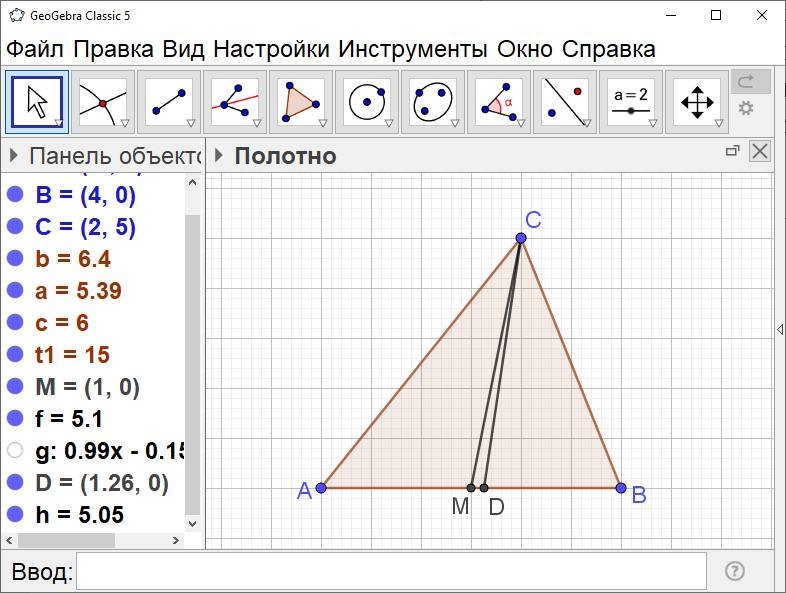 GeoGebra Classic 5
Файл Правка Вид Настройки Инструменты Окно Справка
α
a=2
Панель объекто
Полотно
B = (4, 0)
C = (2, 5)
b = 6.4
a = 5.39
c = 6
t1 = 15
M = (1, 0)
f = 5.1
g: 0.99x - 0.15
D = (1.26, 0)
h = 5.05
C
A
M
D
B
Ввод:
?